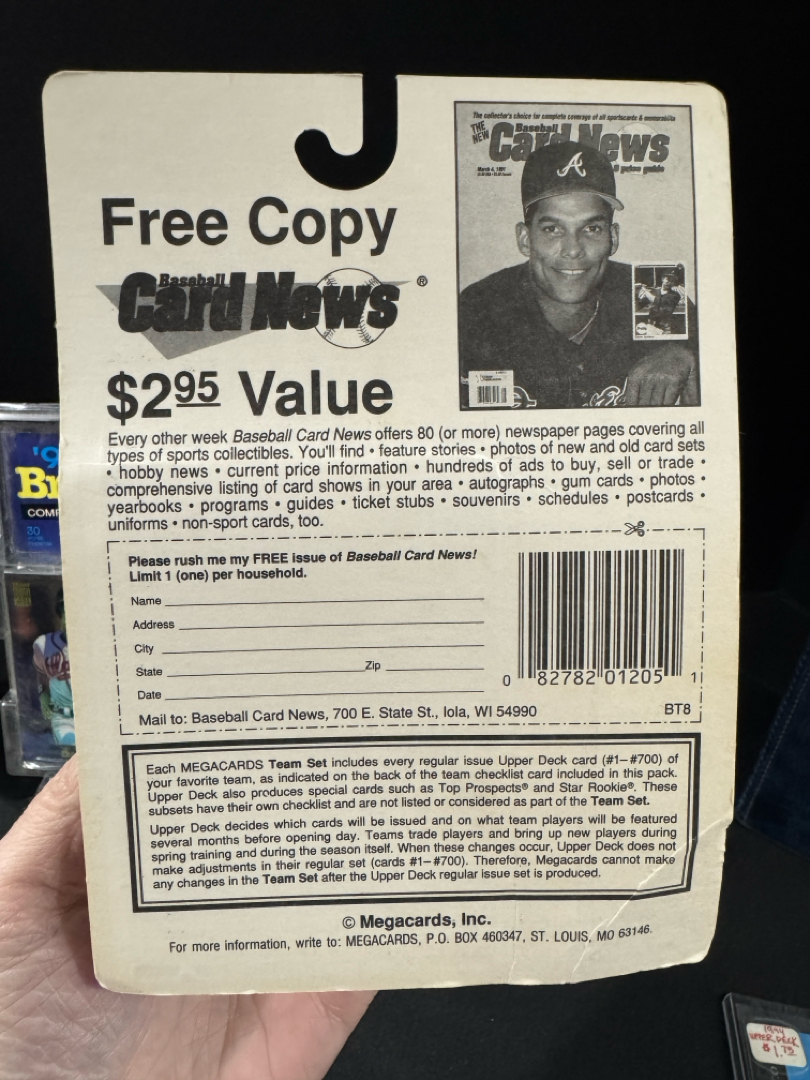 The collector's choice for complete coverage of all sportscards & memorabilia
THE NEW
Baseball
Card News
March 4, 1991
& price guide
Free Copy
Baseball
Card News®
$2.95 Value
Every other week Baseball Card News offers 80 (or more) newspaper pages covering all
types of sports collectibles. You'll find • feature stories • photos of new and old card sets
• hobby news • current price information • hundreds of ads to buy, sell or trade •
comprehensive listing of card shows in your area • autographs • gum cards • photos •
yearbooks • programs • guides • ticket stubs • souvenirs • schedules • postcards •
uniforms • non-sport cards, too.
Please rush me my FREE issue of Baseball Card News!
Limit 1 (one) per household.
Name
Address
City
State Zip
Date
Mail to: Baseball Card News, 700 E. State St., Iola, WI 54990
0 82782 01205 1
BT8
Each MEGACARDS Team Set includes every regular issue Upper Deck card (#1–#700) of
your favorite team, as indicated on the back of the team checklist card included in this pack.
Upper Deck also produces special cards such as Top Prospects® and Star Rookie®. These
subsets have their own checklist and are not listed or considered as part of the Team Set.
Upper Deck decides which cards will be issued and on what team players will be featured
several months before opening day. Teams trade players and bring up new players during
spring training and during the season itself. When these changes occur, Upper Deck does not
make adjustments in their regular set (cards #1–#700). Therefore, Megacards cannot make
any changes in the Team Set after the Upper Deck regular issue set is produced.
© Megacards, Inc.
For more information, write to: MEGACARDS, P.O. BOX 460347, ST. LOUIS, MO 63146.
'9
Br
COM
30
1994
UPPER DECK
$1.75